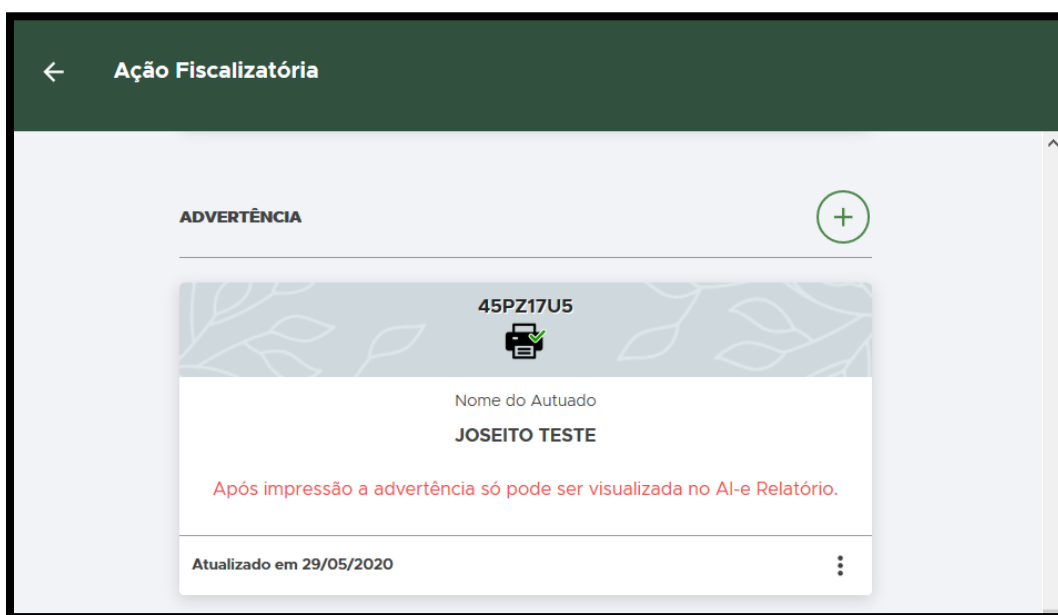 Ação Fiscalizatória
ADVERTÊNCIA
45PZ17U5
Nome do Autuado
JOSEITO TESTE
Após impressão a advertência só pode ser visualizada no AI-e Relatório.
Atualizado em 29/05/2020